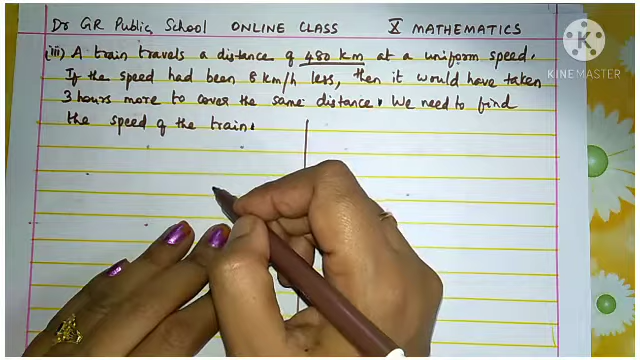 Dr GR Public School ONLINE CLASS X MATHEMATICS
(iii) A train travels a distance of 480 km at a uniform speed.
If the speed had been 8 km/h less, then it would have taken
3 hours more to cover the same distance. We need to find
the speed of the train.
K
KINEMASTER